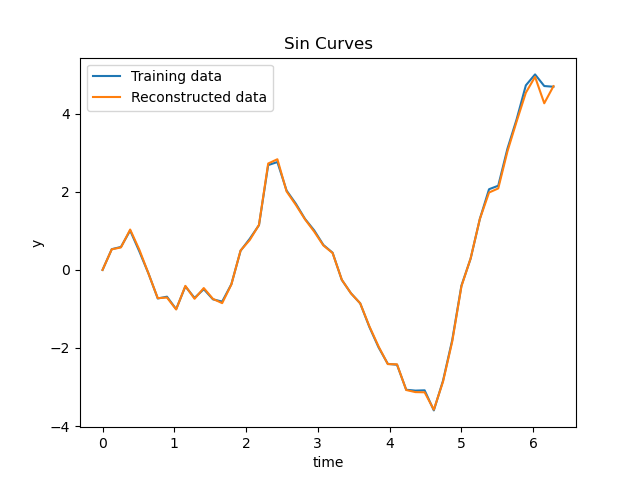 Sin Curves
Training data
Reconstructed data
y
4
2
0
−2
−4
0 1 2 3 4 5 6
time